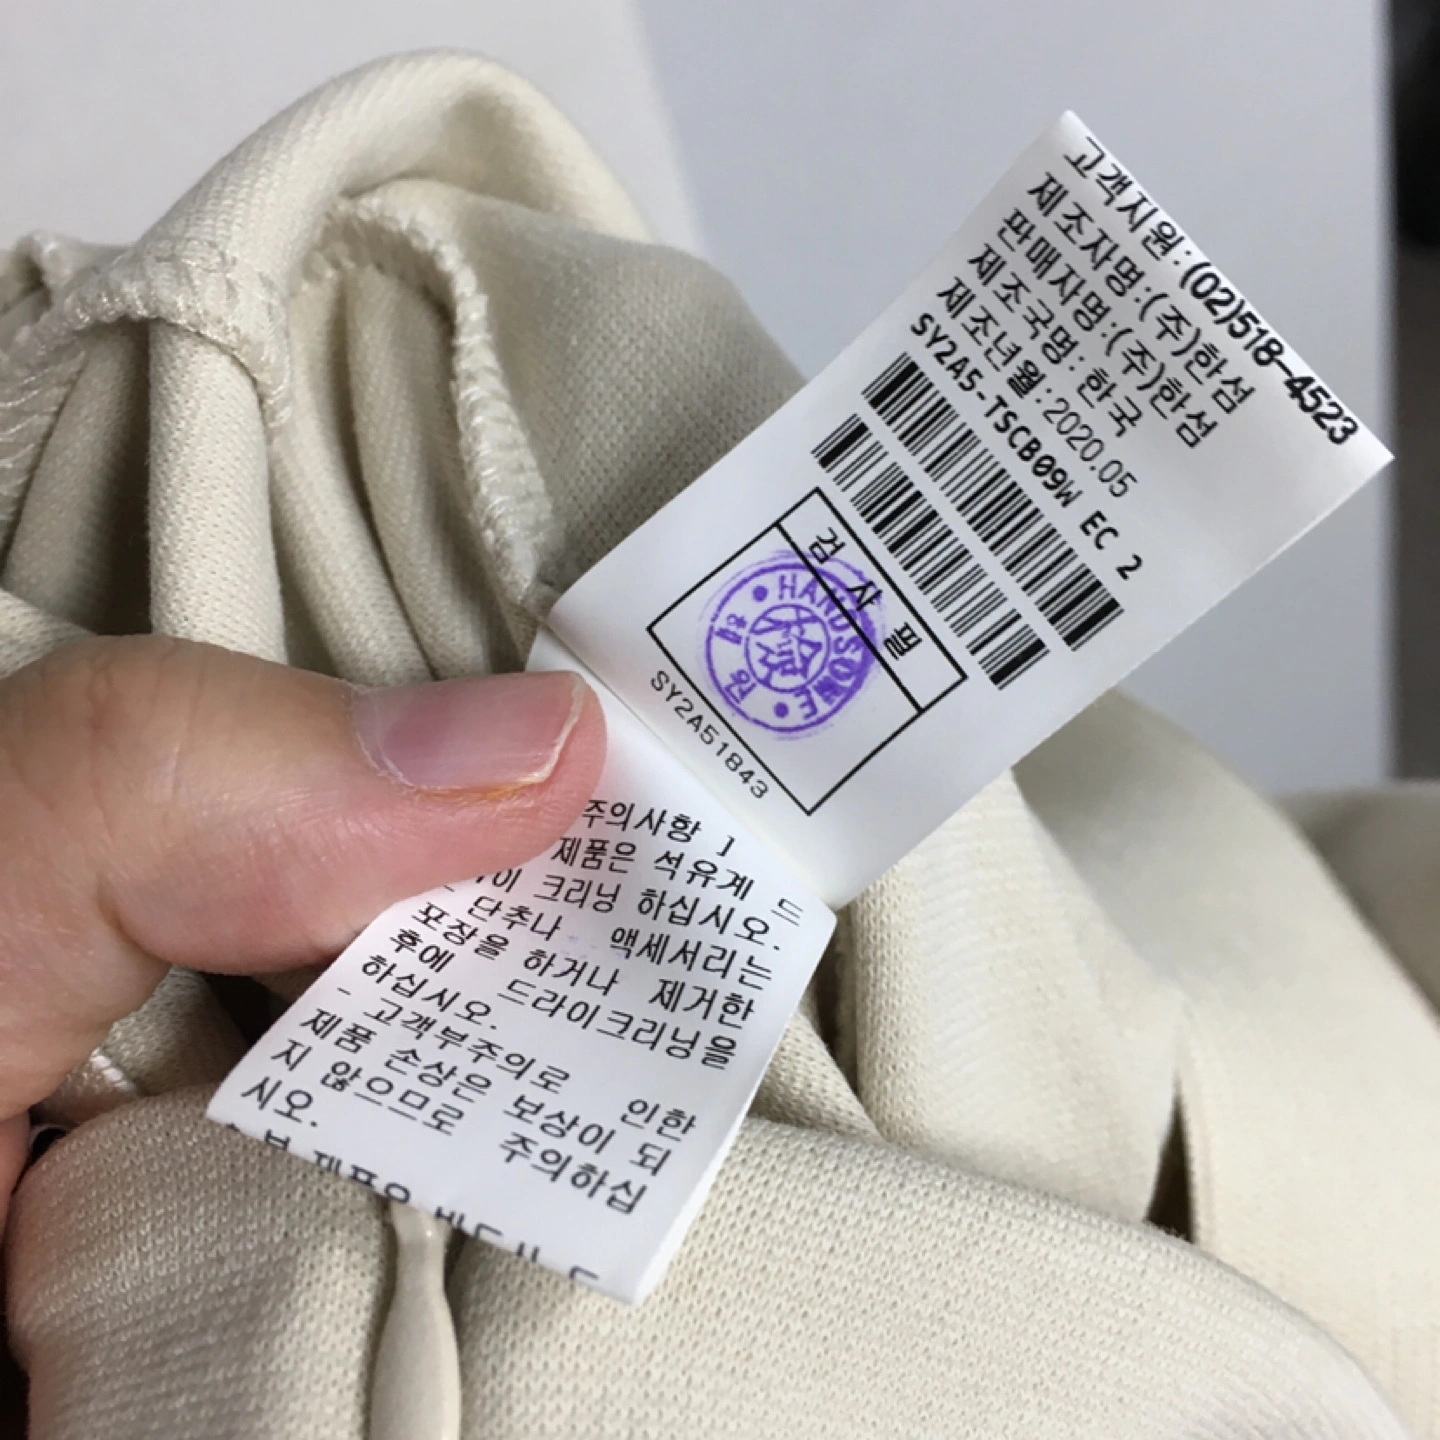 고객지원:(02)518-4523
제조자명:(주)한섬
판매자명:(주)한섬
제조국명:한국
제조년월:2020.05
SY2A5-TSCB09W EC 2
검 사 필
HANDSOME
SY2A51843
주의사항 ]
제품은 석유계 드
이 크리닝 하십시오.
단추나 액세서리는
포장을 하거나 제거한
후에 드라이크리닝을
하십시오.
- 고객부주의로 인한
제품 손상은 보상이 되
지 않으므로 주의하십
시오.